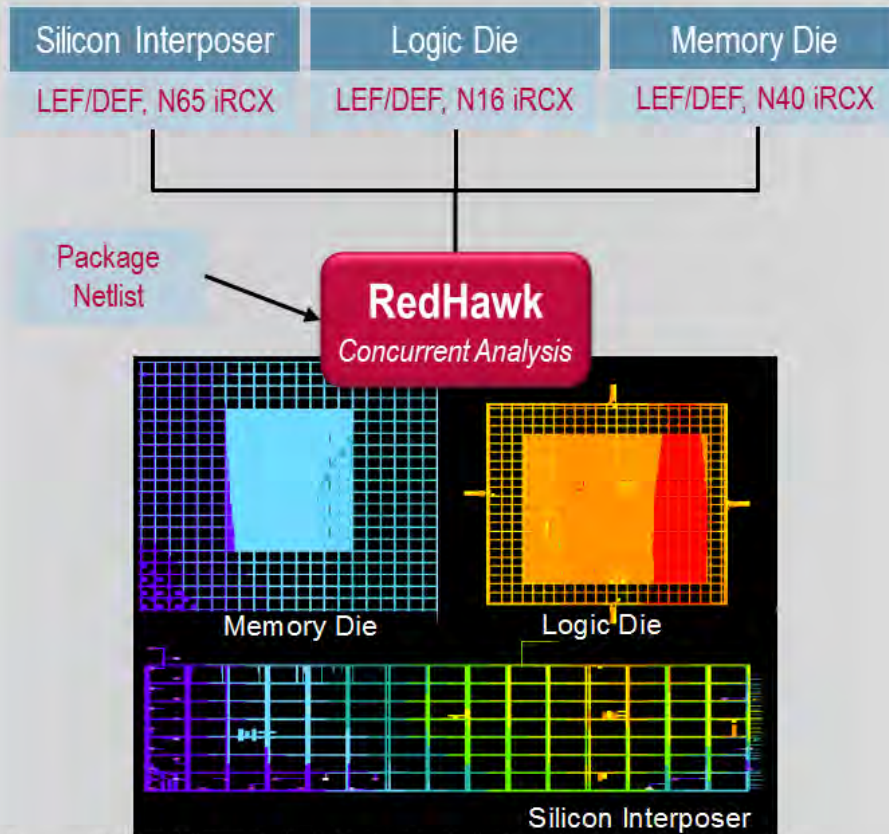 Silicon Interposer
Logic Die
Memory Die
LEF/DEF, N65 iRCX
LEF/DEF, N16 iRCX
LEF/DEF, N40 iRCX
Package
Netlist
RedHawk
Concurrent Analysis
Memory Die
Logic Die
Silicon Interposer